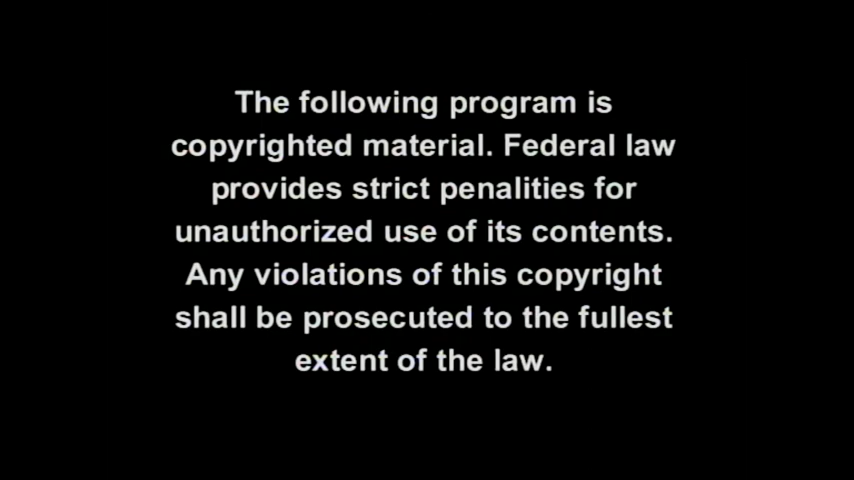 The following program is
copyrighted material. Federal law
provides strict penalities for
unauthorized use of its contents.
Any violations of this copyright
shall be prosecuted to the fullest
extent of the law.